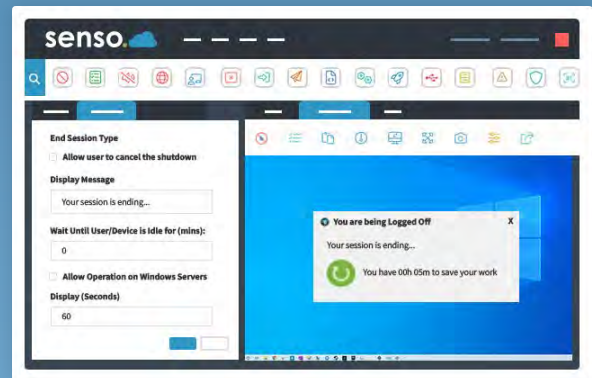 senso.
End Session Type
Allow user to cancel the shutdown
Display Message
Your session is ending...
Wait Until User/Device is Idle for (mins):
0
Allow Operation on Windows Servers
Display (Seconds)
60
You are being Logged Off X
Your session is ending...
You have 00h 05m to save your work